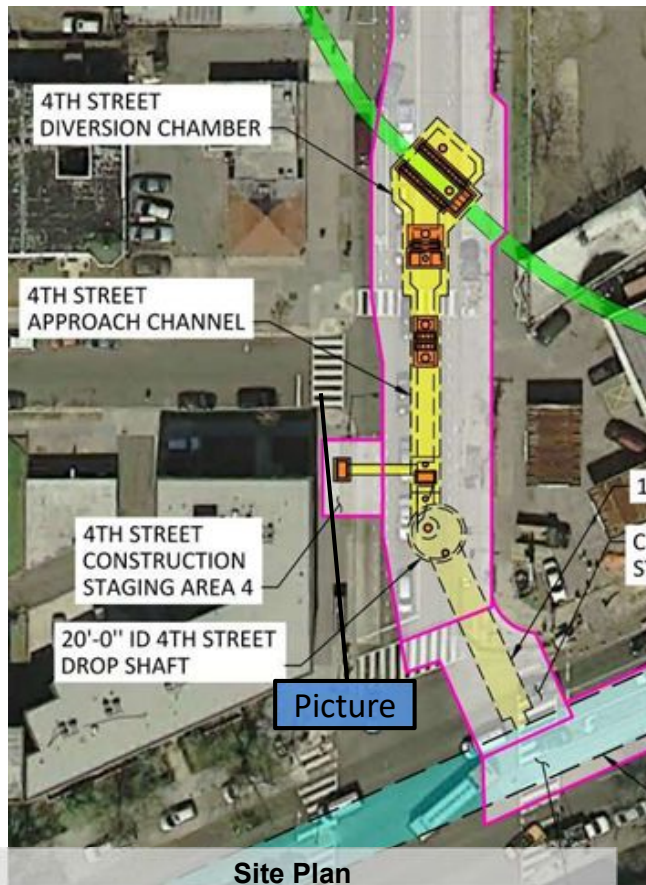 4TH STREET
DIVERSION CHAMBER
4TH STREET
APPROACH CHANNEL
4TH STREET
CONSTRUCTION
STAGING AREA 4
1
C
S
20'-0" ID 4TH STREET
DROP SHAFT
Picture
Site Plan